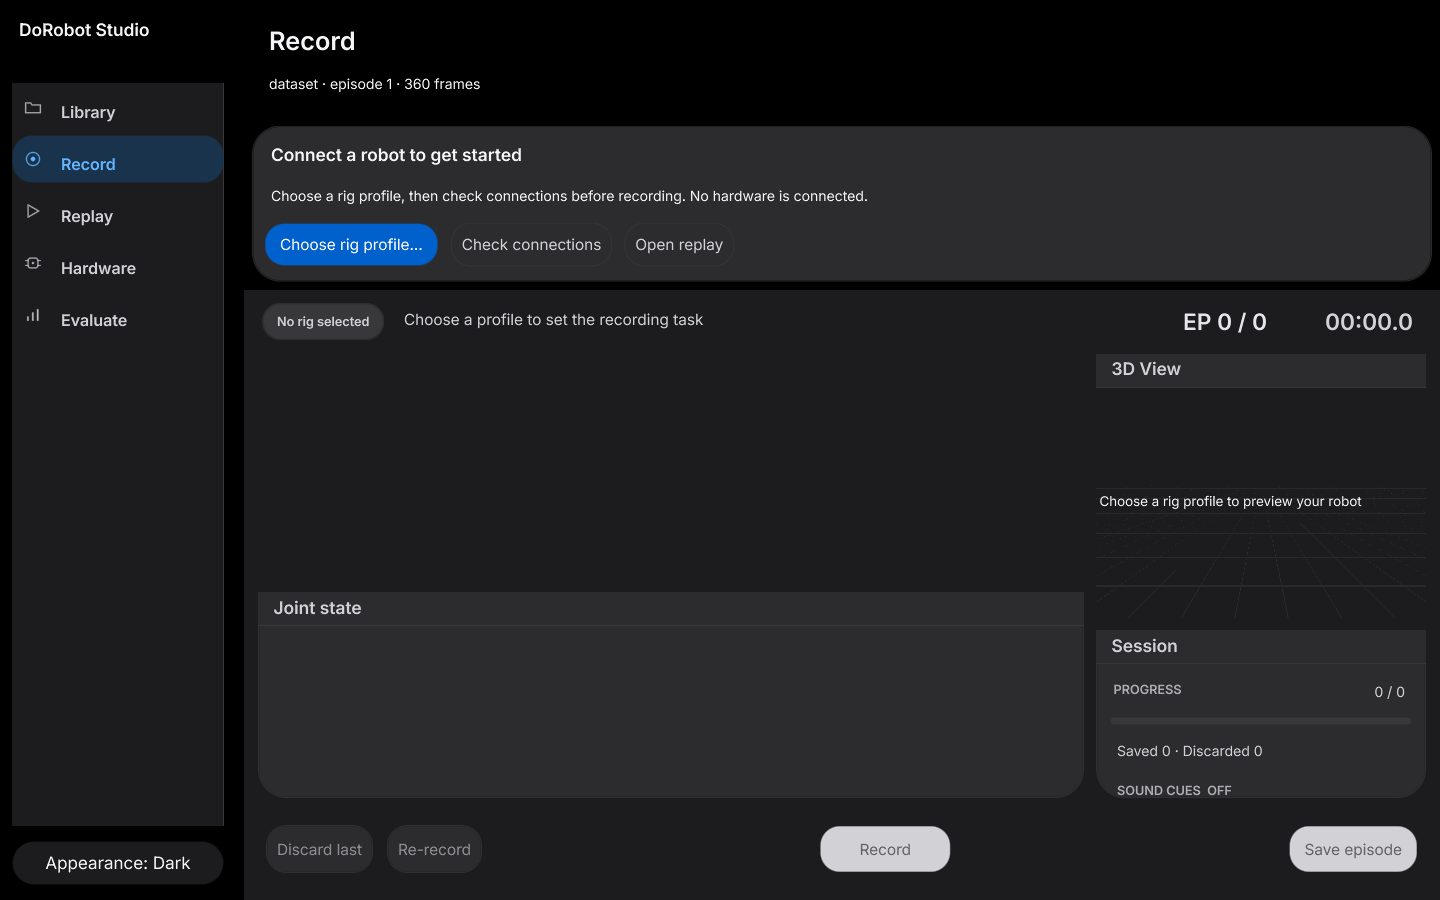 DoRobot Studio
Library
Record
Replay
Hardware
Evaluate
Appearance: Dark
Record
dataset · episode 1 · 360 frames
Connect a robot to get started
Choose a rig profile, then check connections before recording. No hardware is connected.
Choose rig profile...
Check connections
Open replay
No rig selected
Choose a profile to set the recording task
EP 0 / 0
00:00.0
3D View
Choose a rig profile to preview your robot
Joint state
Session
PROGRESS
0 / 0
Saved 0 · Discarded 0
SOUND CUES OFF
Discard last
Re-record
Record
Save episode